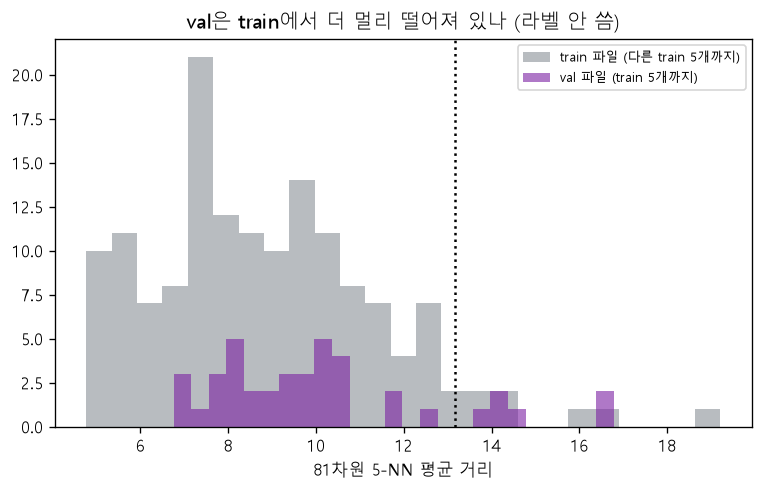 val은 train에서 더 멀리 떨어져 있나 (라벨 안 씀)
train 파일 (다른 train 5개까지)
val 파일 (train 5개까지)
20.0
17.5
15.0
12.5
10.0
7.5
5.0
2.5
0.0
6 8 10 12 14 16 18
81차원 5-NN 평균 거리